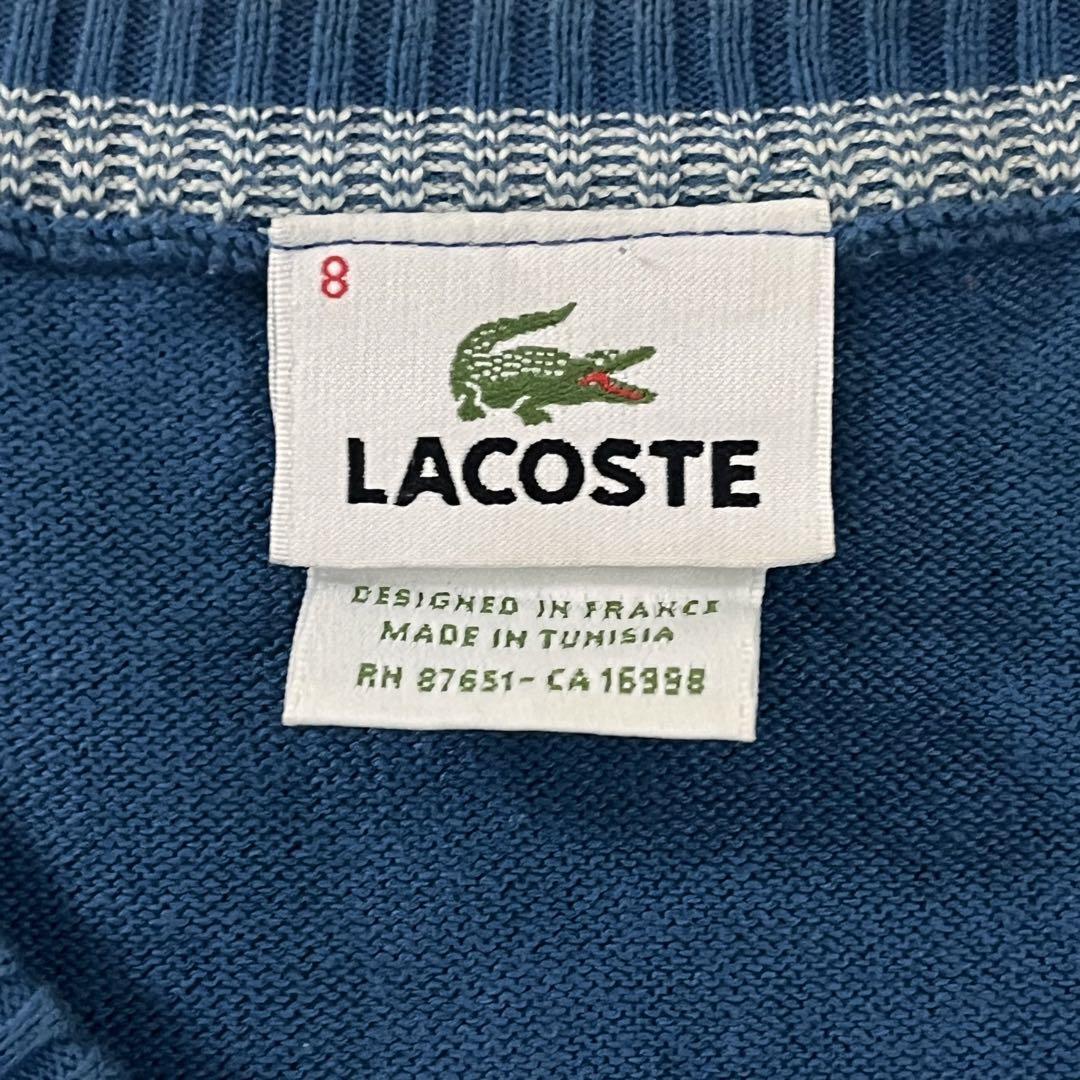 8
LACOSTE
DESIGNED IN FRANCE
MADE IN TUNISIA
RN 87651- CA 16998